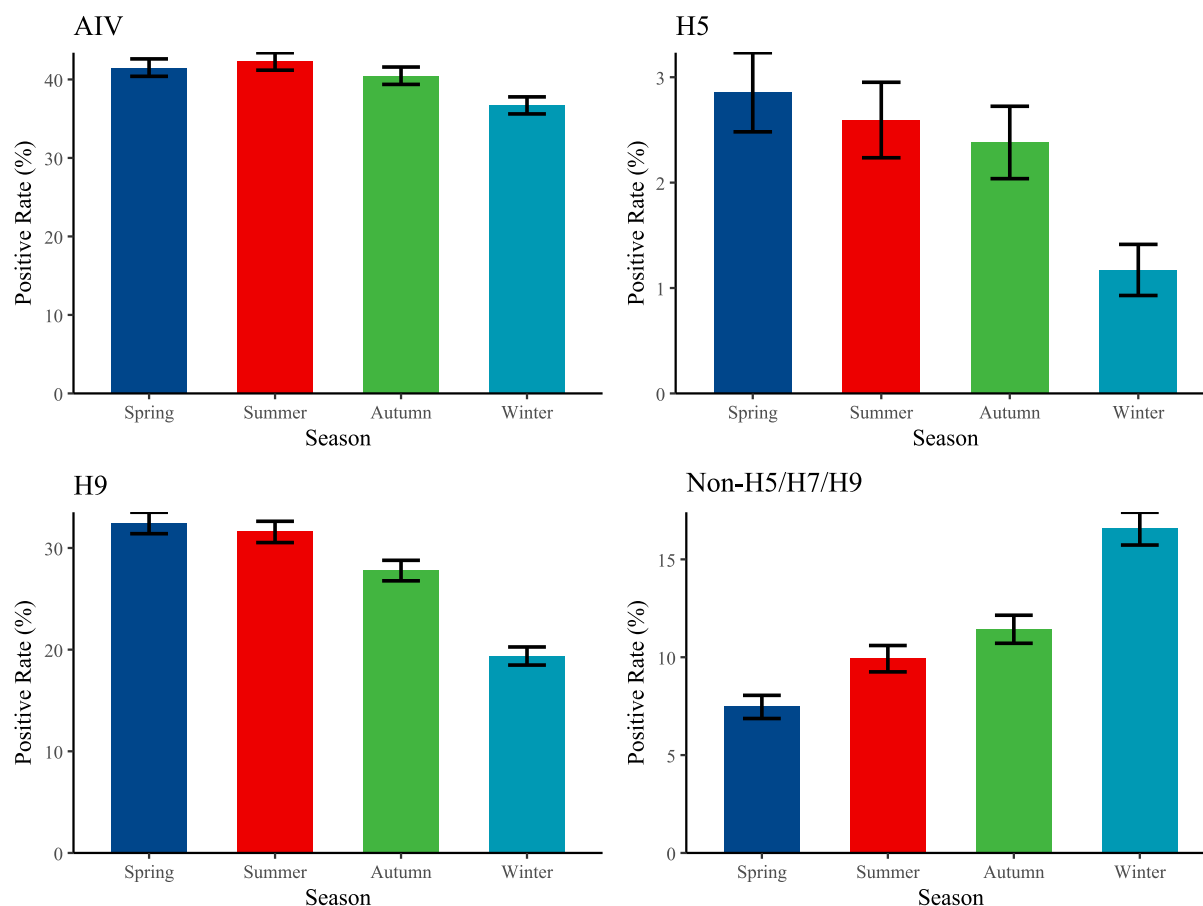 AIV
Positive Rate (%)
40
30
20
10
0
Spring Summer Autumn Winter
Season
H5
Positive Rate (%)
3
2
1
0
Spring Summer Autumn Winter
Season
H9
Positive Rate (%)
30
20
10
0
Spring Summer Autumn Winter
Season
Non-H5/H7/H9
Positive Rate (%)
15
10
5
0
Spring Summer Autumn Winter
Season